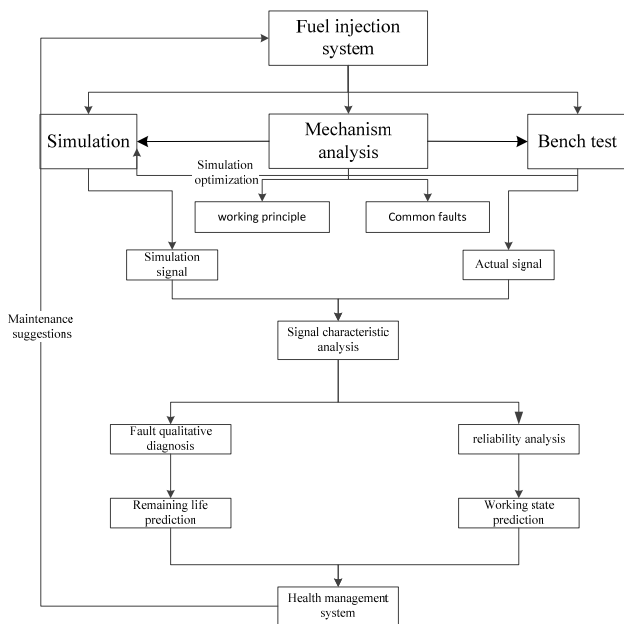 Fuel injection
system
Simulation
Mechanism
analysis
Bench test
Simulation
optimization
working principle
Common faults
Simulation
signal
Actual signal
Maintenance
suggestions
Signal characteristic
analysis
Fault qualitative
diagnosis
reliability analysis
Remaining life
prediction
Working state
prediction
Health management
system